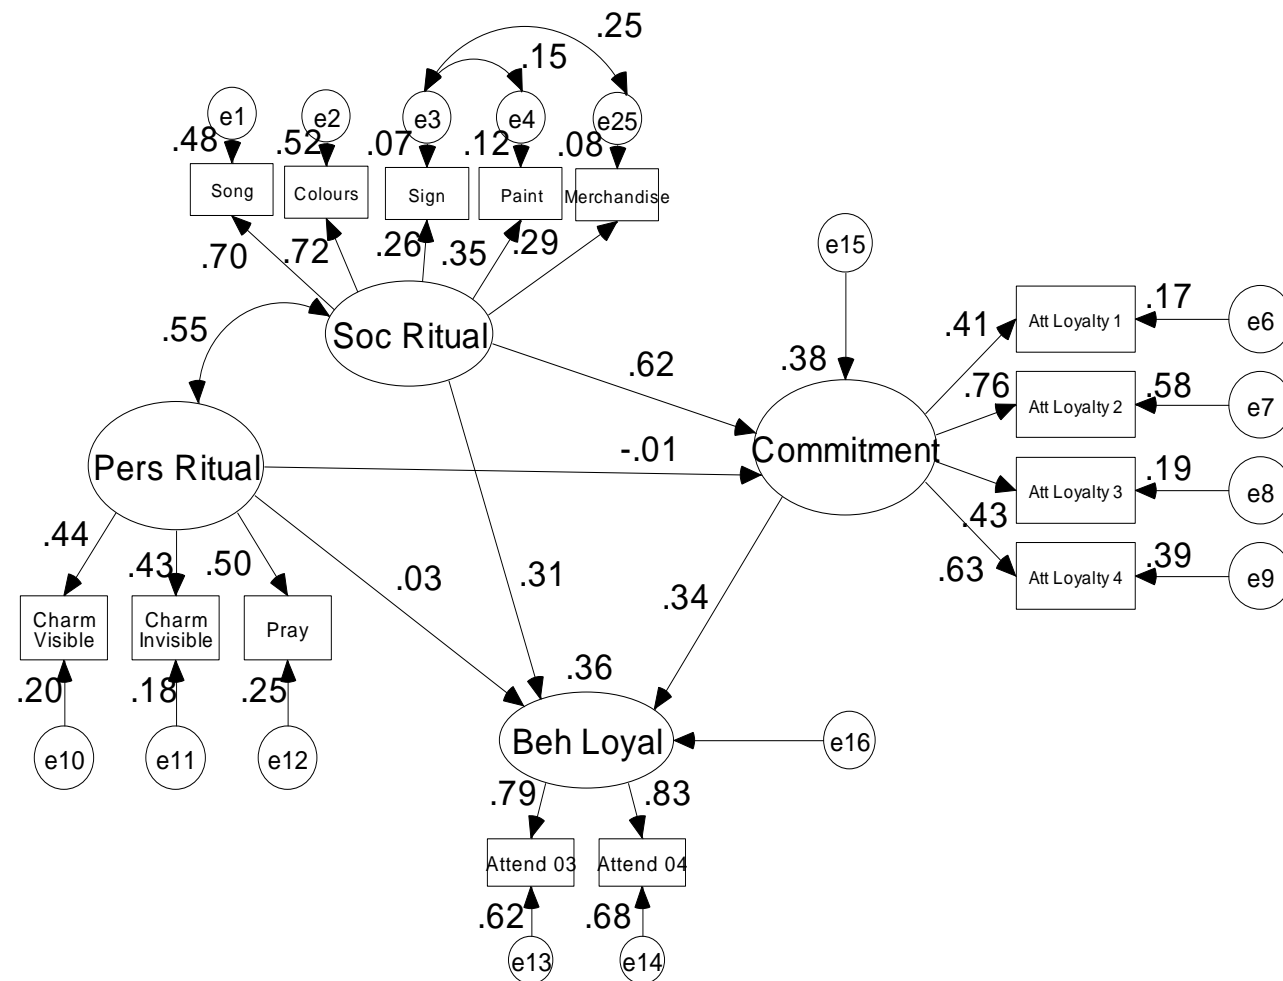 .25
.15
e1
e2
e3
e4
e25
.48
.52
.07
.12
.08
Song
Colours
Sign
Paint
Merchandise
.70
.72
.26
.35
.29
e15
Soc Ritual
.55
.62
.38
.41
Att Loyalty 1
.17
e6
.76
Att Loyalty 2
.58
e7
Commitment
Pers Ritual
-.01
Att Loyalty 3
.19
e8
.43
.63
Att Loyalty 4
.39
e9
.44
.43
.50
.03
.31
.34
Charm
Visible
Charm
Invisible
Pray
.20
.18
.25
e10
e11
e12
.36
Beh Loyal
e16
.79
.83
Attend 03
Attend 04
.62
.68
e13
e14